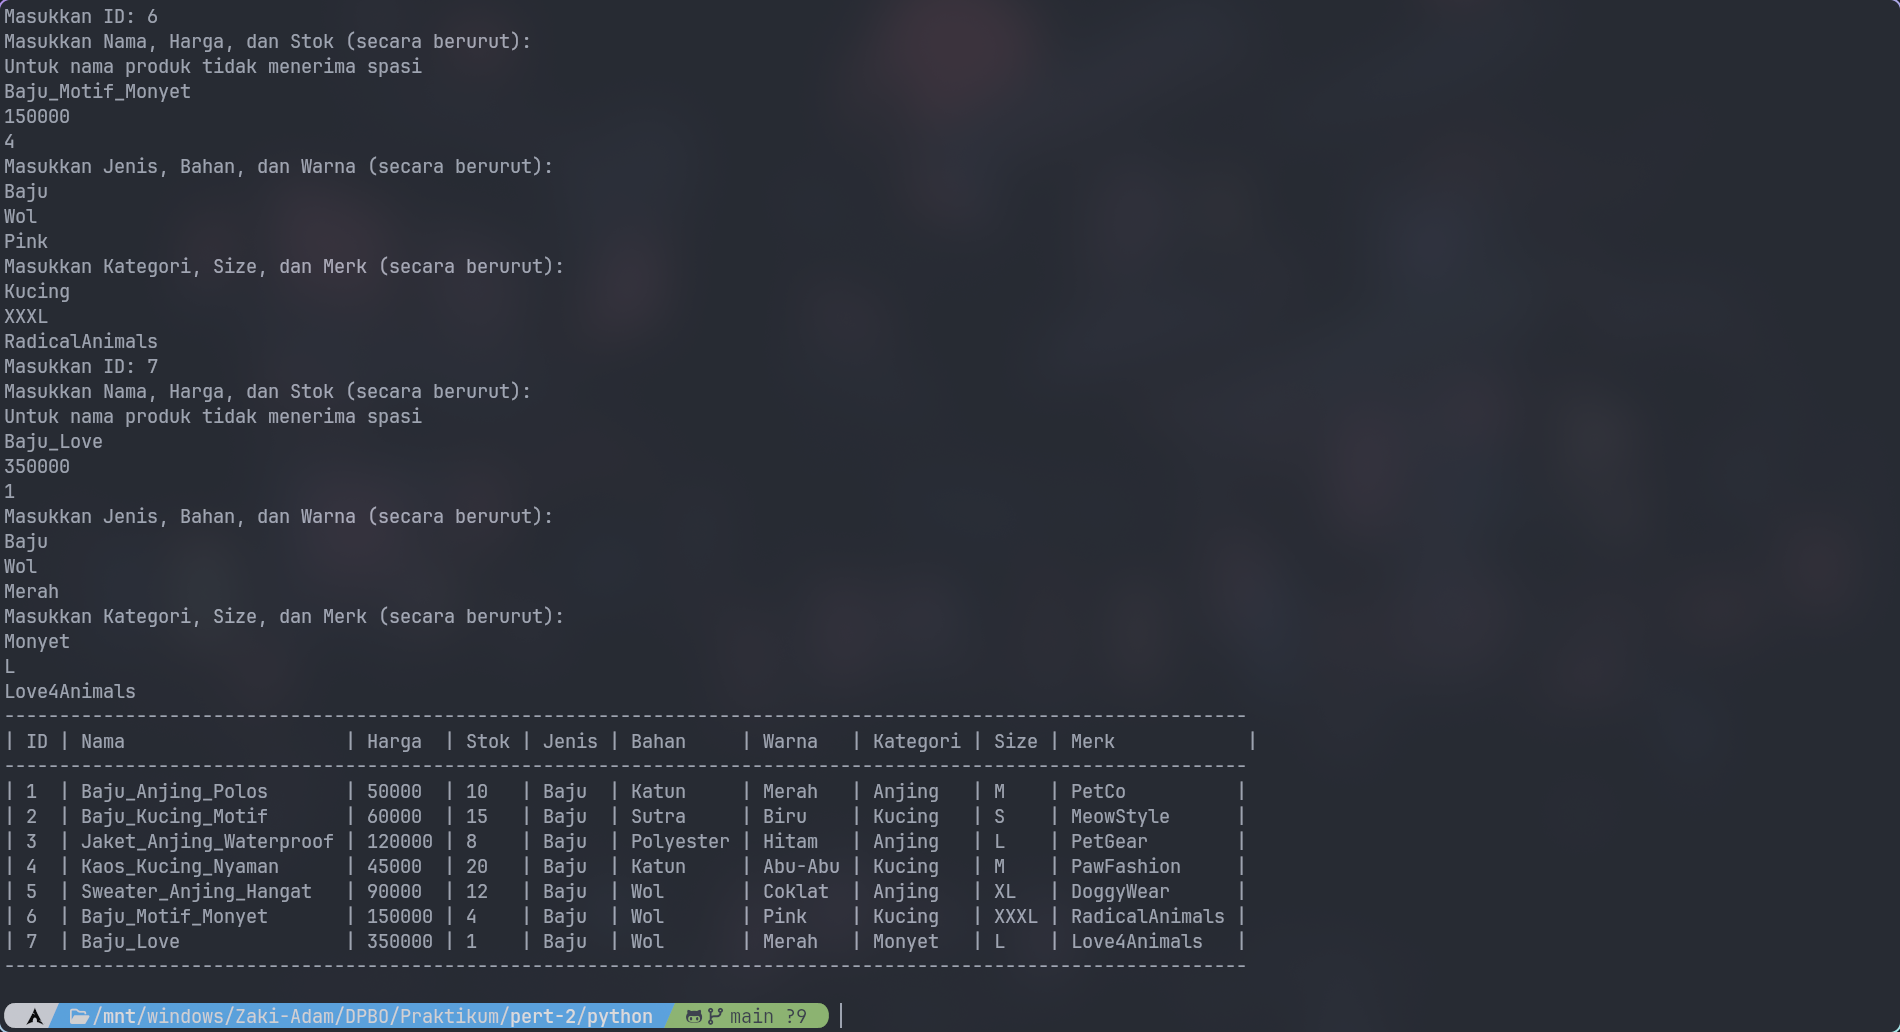 Masukkan ID: 6
Masukkan Nama, Harga, dan Stok (secara berurut):
Untuk nama produk tidak menerima spasi
Baju_Motif_Monyet
150000
4
Masukkan Jenis, Bahan, dan Warna (secara berurut):
Baju
Wol
Pink
Masukkan Kategori, Size, dan Merk (secara berurut):
Kucing
XXXL
RadicalAnimals
Masukkan ID: 7
Masukkan Nama, Harga, dan Stok (secara berurut):
Untuk nama produk tidak menerima spasi
Baju_Love
350000
1
Masukkan Jenis, Bahan, dan Warna (secara berurut):
Baju
Wol
Merah
Masukkan Kategori, Size, dan Merk (secara berurut):
Monyet
L
Love4Animals
-----------------------------------------------------------------------------------------------------------------
| ID | Nama                    | Harga  | Stok | Jenis | Bahan     | Warna   | Kategori | Size | Merk            |
-----------------------------------------------------------------------------------------------------------------
| 1  | Baju_Anjing_Polos       | 50000  | 10   | Baju  | Katun     | Merah   | Anjing   | M    | PetCo          |
| 2  | Baju_Kucing_Motif       | 60000  | 15   | Baju  | Sutra     | Biru    | Kucing   | S    | MeowStyle      |
| 3  | Jaket_Anjing_Waterproof | 120000 | 8    | Baju  | Polyester | Hitam   | Anjing   | L    | PetGear        |
| 4  | Kaos_Kucing_Nyaman      | 45000  | 20   | Baju  | Katun     | Abu-Abu | Kucing   | M    | PawFashion     |
| 5  | Sweater_Anjing_Hangat   | 90000  | 12   | Baju  | Wol       | Coklat  | Anjing   | XL   | DoggyWear      |
| 6  | Baju_Motif_Monyet       | 150000 | 4    | Baju  | Wol       | Pink    | Kucing   | XXXL | RadicalAnimals |
| 7  | Baju_Love               | 350000 | 1    | Baju  | Wol       | Merah   | Monyet   | L    | Love4Animals   |
-----------------------------------------------------------------------------------------------------------------
/mnt/windows/Zaki-Adam/DPBO/Praktikum/pert-2/python main ?9